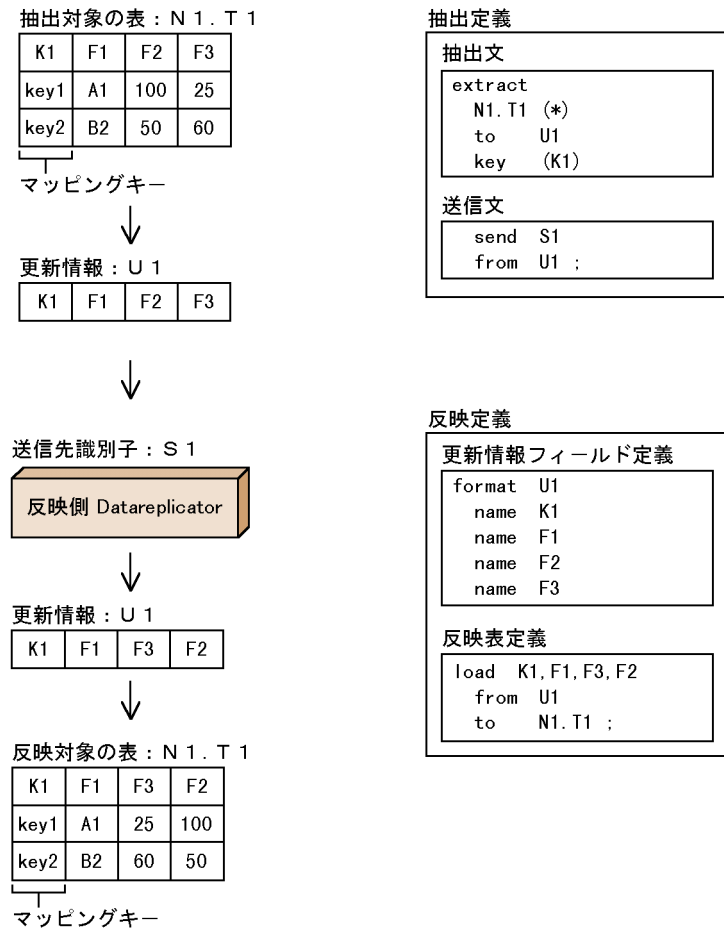 抽出対象の表：Ｎ１.Ｔ１
K1 F1 F2 F3
key1 A1 100 25
key2 B2 50 60
マッピングキー
更新情報：Ｕ１
K1 F1 F2 F3
送信先識別子：Ｓ１
反映側 Datareplicator
更新情報：Ｕ１
K1 F1 F3 F2
反映対象の表：Ｎ１.Ｔ１
K1 F1 F3 F2
key1 A1 25 100
key2 B2 60 50
マッピングキー
抽出定義
抽出文
extract
N1.T1 (*)
to U1
key (K1)
送信文
send S1
from U1 ;
反映定義
更新情報フィールド定義
format U1
name K1
name F1
name F2
name F3
反映表定義
load K1,F1,F3,F2
from U1
to N1.T1 ;